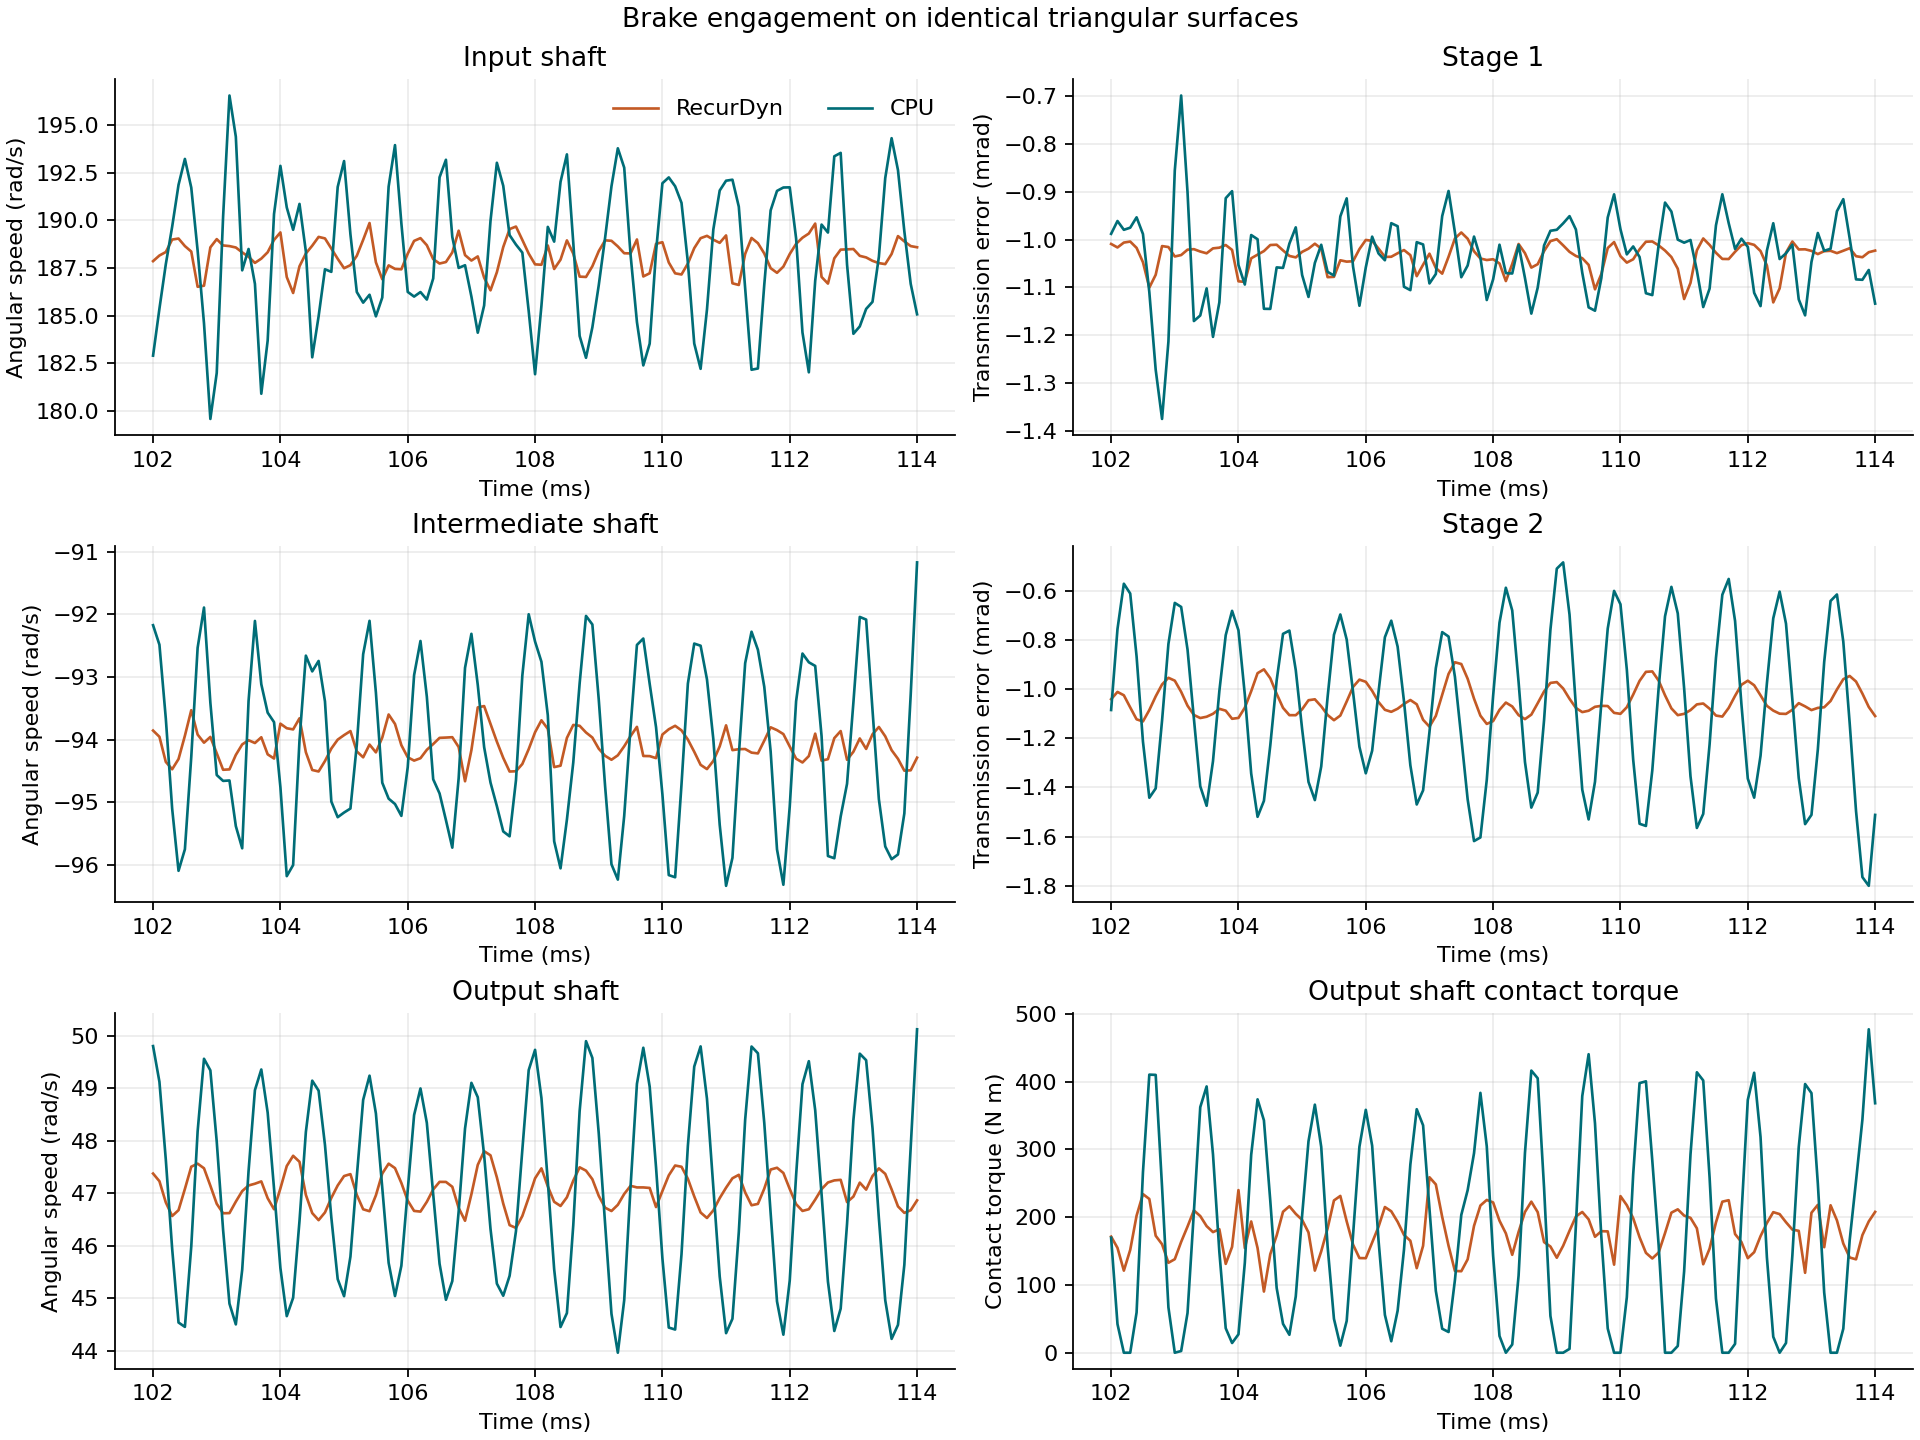 Brake engagement on identical triangular surfaces
Input shaft
RecurDyn
CPU
Angular speed (rad/s)
195.0
192.5
190.0
187.5
185.0
182.5
180.0
102 104 106 108 110 112 114
Time (ms)
Stage 1
Transmission error (mrad)
−0.7
−0.8
−0.9
−1.0
−1.1
−1.2
−1.3
−1.4
102 104 106 108 110 112 114
Time (ms)
Intermediate shaft
Angular speed (rad/s)
−91
−92
−93
−94
−95
−96
102 104 106 108 110 112 114
Time (ms)
Stage 2
Transmission error (mrad)
−0.6
−0.8
−1.0
−1.2
−1.4
−1.6
−1.8
102 104 106 108 110 112 114
Time (ms)
Output shaft
Angular speed (rad/s)
50
49
48
47
46
45
44
102 104 106 108 110 112 114
Time (ms)
Output shaft contact torque
Contact torque (N m)
500
400
300
200
100
0
102 104 106 108 110 112 114
Time (ms)